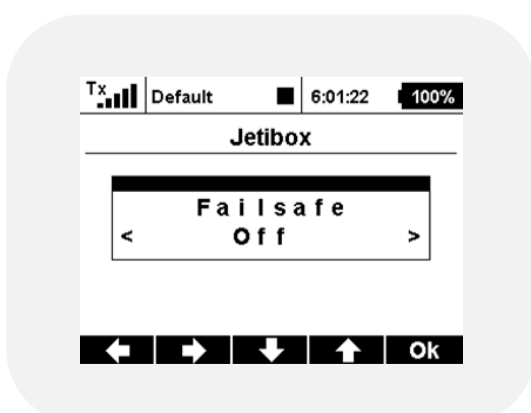 Tx Default 6:01:22 100%
Jetibox
Failsafe
< Off >
Ok